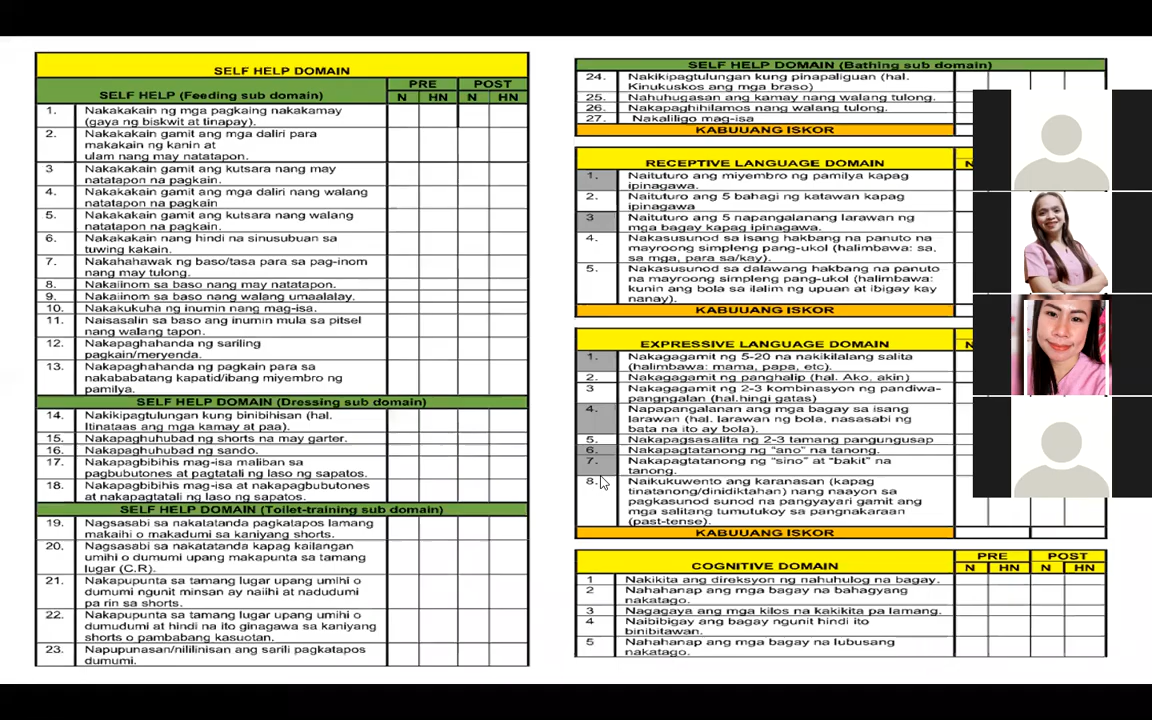 SELF HELP DOMAIN
PRE POST
SELF HELP (Feeding sub domain) N HN N HN
1. Nakakakain ng mga pagkaing nakakamay
(gaya ng biskwit at tinapay).
2. Nakakakain gamit ang mga daliri para
makakain ng kanin at
ulam nang may natatapon.
3 Nakakakain gamit ang kutsara nang may
natatapon na pagkain.
4. Nakakakain gamit ang mga daliri nang walang
natatapon na pagkain
5. Nakakakain gamit ang kutsara nang walang
natatapon na pagkain.
6. Nakakakain nang hindi na sinusubuan sa
tuwing kakain.
7. Nakahahawak ng baso/tasa para sa pag-inom
nang may tulong.
8. Nakaiinom sa baso nang may natatapon.
9. Nakaiinom sa baso nang walang umaalalay.
10. Nakakukuha ng inumin nang mag-isa.
11. Naisasalin sa baso ang inumin mula sa pitsel
nang walang tapon.
12. Nakapaghahanda ng sariling
pagkain/meryenda.
13. Nakapaghahanda ng pagkain para sa
nakababatang kapatid/ibang miyembro ng
pamilya.
SELF HELP DOMAIN (Dressing sub domain)
14. Nakikipagtulungan kung binibihisan (hal.
Itinataas ang mga kamay at paa).
15. Nakapaghuhubad ng shorts na may garter.
16. Nakapaghuhubad ng sando.
17. Nakapagbibihis mag-isa maliban sa
pagbubutones at pagtatali ng laso ng sapatos.
18. Nakapagbibihis mag-isa at nakapagbubutones
at nakapagtatali ng laso ng sapatos.
SELF HELP DOMAIN (Toilet-training sub domain)
19. Nagsasabi sa nakatatanda pagkatapos lamang
makaihi o makadumi sa kaniyang shorts.
20. Nagsasabi sa nakatatanda kapag kailangan
umihi o dumumi upang makapunta sa tamang
lugar (C.R).
21. Nakapupunta sa tamang lugar upang umihi o
dumumi ngunit minsan ay naiihi at nadudumi
pa rin sa shorts.
22. Nakapupunta sa tamang lugar upang umihi o
dumudumi at hindi na ito ginagawa sa kaniyang
shorts o pambabang kasuotan.
23. Napupunasan/nililinisan ang sarili pagkatapos
dumumi.
SELF HELP DOMAIN (Bathing sub domain)
24. Nakikipagtulungan kung pinapaliguan (hal.
Kinukuskos ang mga braso)
25. Nahuhugasan ang kamay nang walang tulong.
26. Nakapaghihilamos nang walang tulong.
27. Nakaliligo mag-isa
KABUUANG ISKOR
RECEPTIVE LANGUAGE DOMAIN N
1. Naituturo ang miyembro ng pamilya kapag
ipinagawa.
2. Naituturo ang 5 bahagi ng katawan kapag
ipinagawa
3 Naituturo ang 5 napangalanang larawan ng
mga bagay kapag ipinagawa.
4. Nakasusunod sa isang hakbang na panuto na
mayroong simpleng pang-ukol (halimbawa: sa,
sa mga, para sa/kay).
5. Nakasusunod sa dalawang hakbang na panuto
na mayroong simpleng pang-ukol (halimbawa:
kunin ang bola sa ilalim ng upuan at ibigay kay
nanay).
KABUUANG ISKOR
EXPRESSIVE LANGUAGE DOMAIN N
1. Nakagagamit ng 5-20 na nakikilalang salita
(halimbawa: mama, papa, etc).
2. Nakagagamit ng panghalip (hal. Ako, akin)
3 Nakagagamit ng 2-3 kombinasyon ng pandiwa-
pangngalan (hal.hingi gatas)
4. Napapangalanan ang mga bagay sa isang
larawan (hal. larawan ng bola, nasasabi ng
bata na ito ay bola).
5. Nakapagsasalita ng 2-3 tamang pangungusap
6. Nakapagtatanong ng "ano" na tanong.
7. Nakapagtatanong ng "sino" at "bakit" na
tanong.
8. Naikukuwento ang karanasan (kapag
tinatanong/dinidiktahan) nang naayon sa
pagkasunod sunod na pangyayari gamit ang
mga salitang tumutukoy sa pangnakaraan
(past-tense).
KABUUANG ISKOR
PRE POST
COGNITIVE DOMAIN N HN N HN
1 Nakikita ang direksyon ng nahuhulog na bagay.
2 Nahahanap ang mga bagay na bahagyang
nakatago.
3 Nagagaya ang mga kilos na kakikita pa lamang.
4 Naibibigay ang bagay ngunit hindi ito
binibitawan.
5 Nahahanap ang mga bagay na lubusang
nakatago.